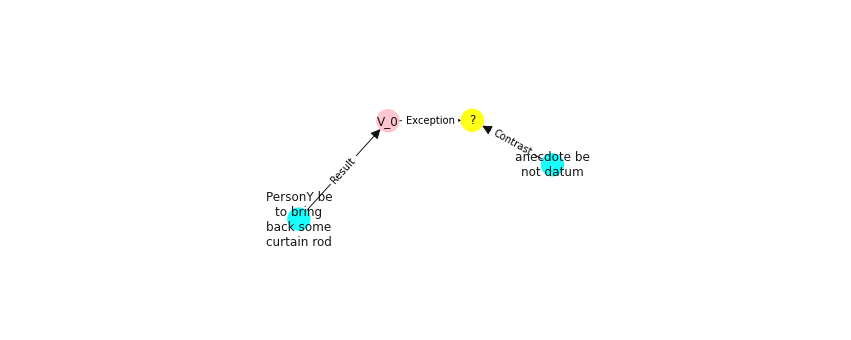 V_0
Exception
?
Contrast
anecdote be
not datum
Result
PersonY be
to bring
back some
curtain rod